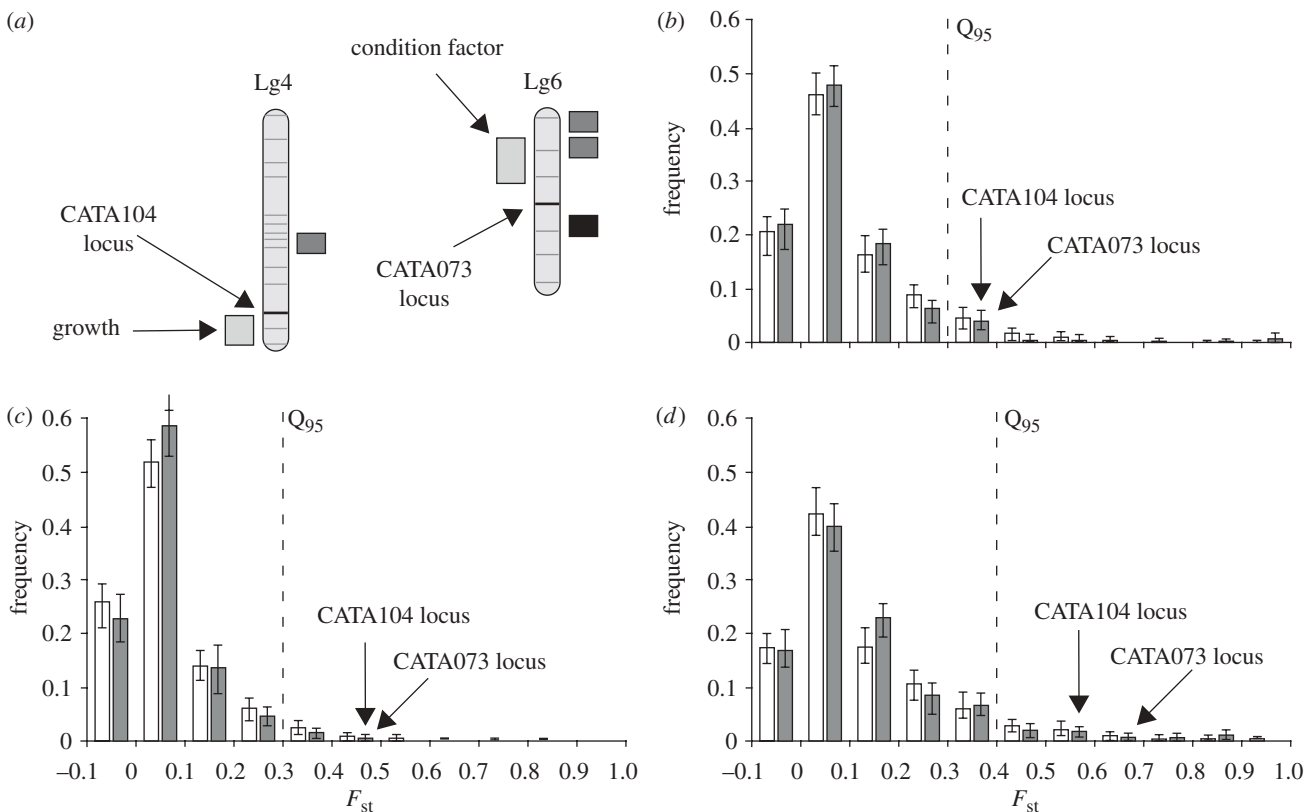 (a)
condition factor
Lg4
Lg6
CATA104
locus
CATA073
locus
growth
(b)
0.6
0.5
0.4
0.3
0.2
0.1
0
frequency
Q95
CATA104 locus
CATA073 locus
(c)
0.6
0.5
0.4
0.3
0.2
0.1
0
frequency
Q95
CATA104 locus
CATA073 locus
–0.1 0 0.1 0.2 0.3 0.4 0.5 0.6 0.7 0.8 0.9 1.0
Fst
(d)
0.6
0.5
0.4
0.3
0.2
0.1
0
frequency
Q95
CATA104 locus
CATA073 locus
–0.1 0 0.1 0.2 0.3 0.4 0.5 0.6 0.7 0.8 0.9 1.0
Fst